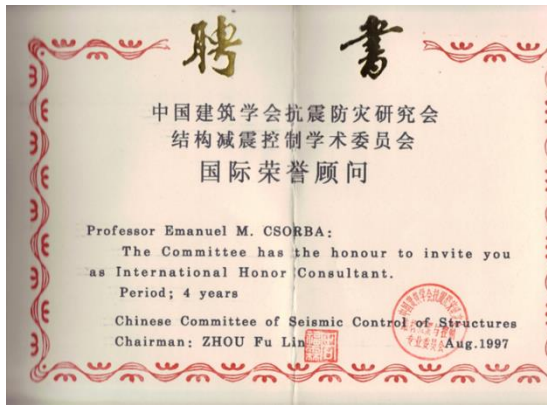 聘 书
中国建筑学会抗震防灾研究会
结构减震控制学术委员会
国际荣誉顾问
Professor Emanuel M. CSORBA:
The Committee has the honour to invite you
as International Honor Consultant.
Period; 4 years
Chinese Committee of Seismic Control of Structures
Chairman: ZHOU Fu Lin
Aug.1997